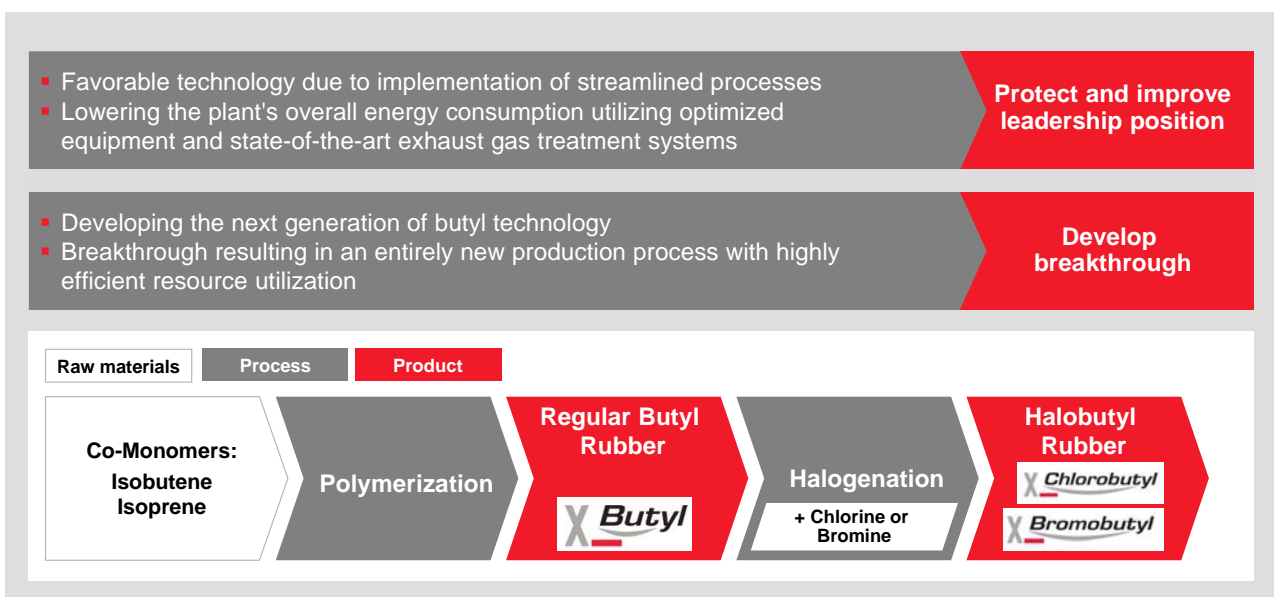 ▪ Favorable technology due to implementation of streamlined processes
▪ Lowering the plant's overall energy consumption utilizing optimized
equipment and state-of-the-art exhaust gas treatment systems
Protect and improve
leadership position
▪ Developing the next generation of butyl technology
▪ Breakthrough resulting in an entirely new production process with highly
efficient resource utilization
Develop
breakthrough
Raw materials
Process
Product
Co-Monomers:
Isobutene
Isoprene
Polymerization
Regular Butyl
Rubber
X_Butyl
Halogenation
+ Chlorine or
Bromine
Halobutyl
Rubber
X_Chlorobutyl
X_Bromobutyl